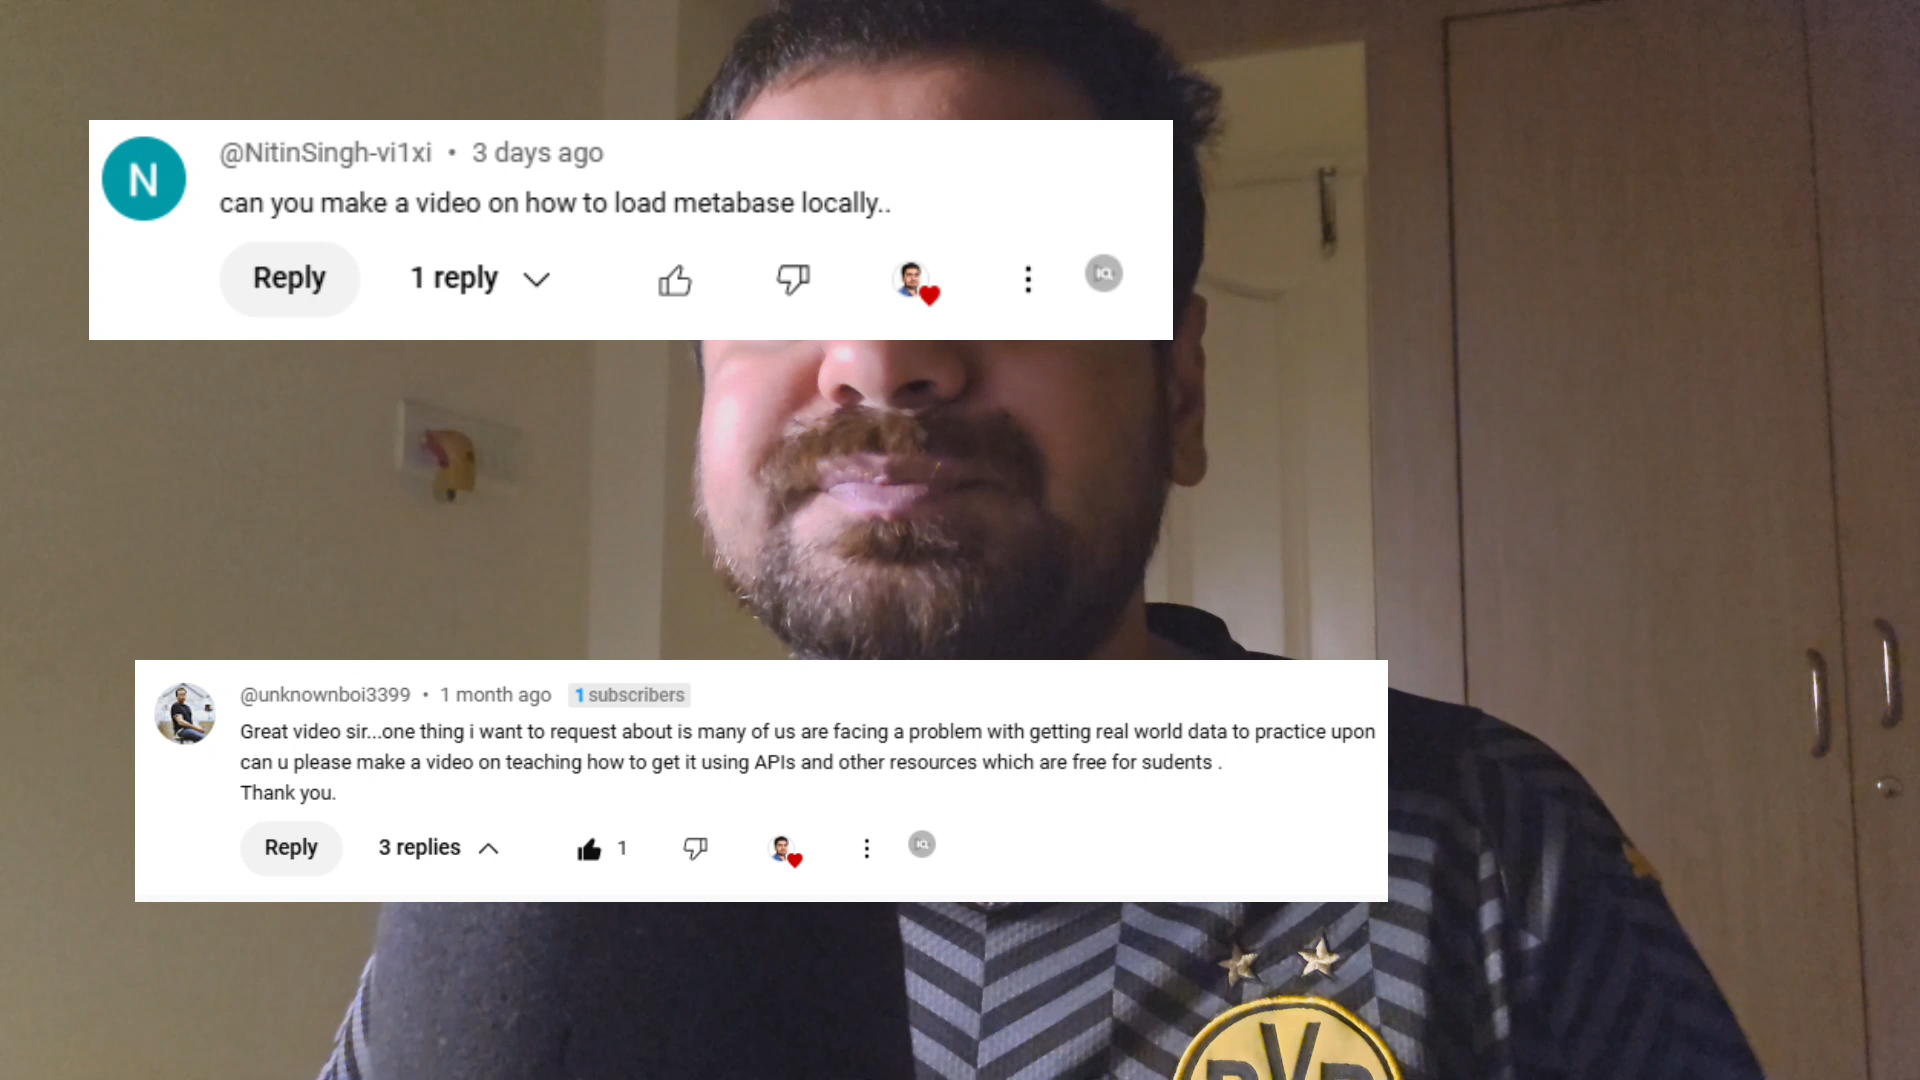 N
@NitinSingh-vi1xi • 3 days ago
can you make a video on how to load metabase locally..
Reply 1 reply
IQ
@unknownboi3399 • 1 month ago 1 subscribers
Great video sir...one thing i want to request about is many of us are facing a problem with getting real world data to practice upon
can u please make a video on teaching how to get it using APIs and other resources which are free for sudents .
Thank you.
Reply 3 replies 1
IQ
BVB